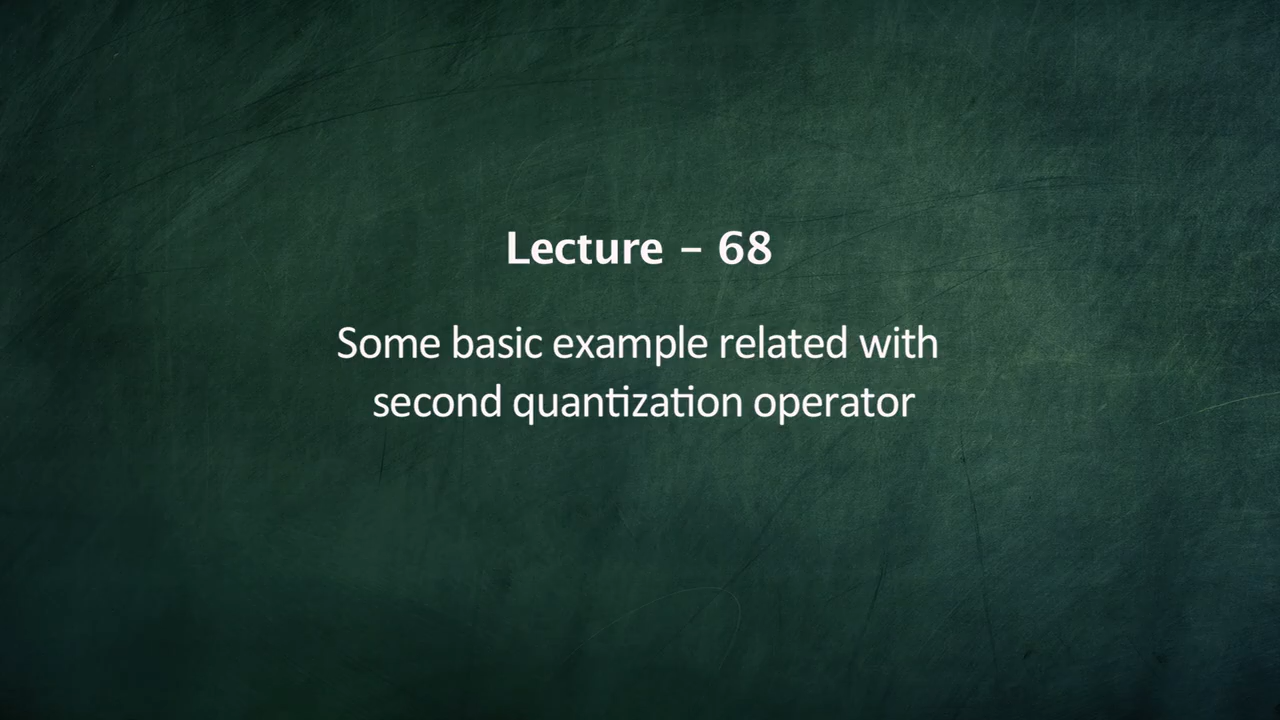 Lecture – 68
Some basic example related with
second quantization operator